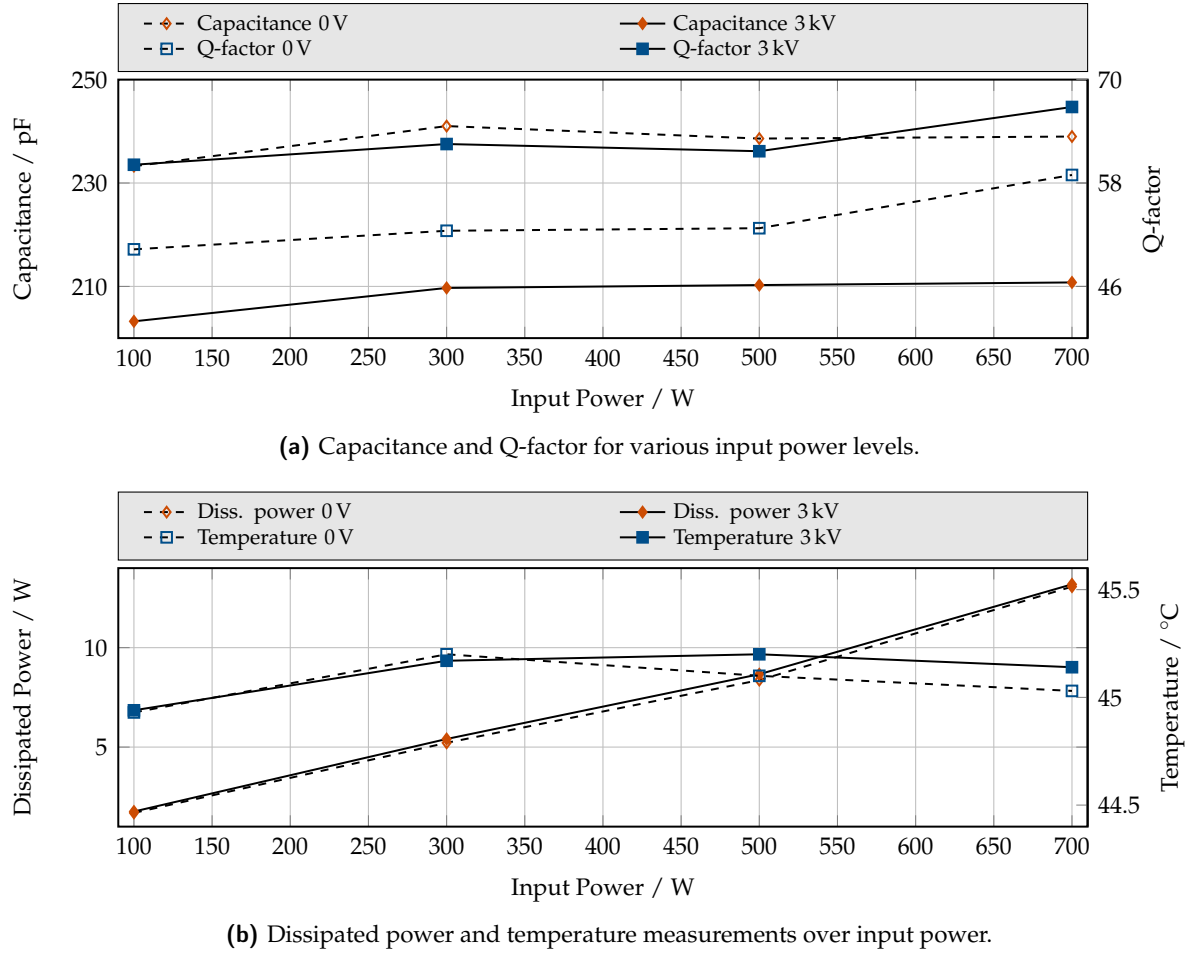 Capacitance 0 V Capacitance 3 kV
Q-factor 0 V Q-factor 3 kV
250 70
230 58
210 46
Capacitance / pF
Q-factor
100 150 200 250 300 350 400 450 500 550 600 650 700
Input Power / W
(a) Capacitance and Q-factor for various input power levels.
Diss. power 0 V Diss. power 3 kV
Temperature 0 V Temperature 3 kV
45.5
10
45
5
44.5
Dissipated Power / W
Temperature / °C
100 150 200 250 300 350 400 450 500 550 600 650 700
Input Power / W
(b) Dissipated power and temperature measurements over input power.